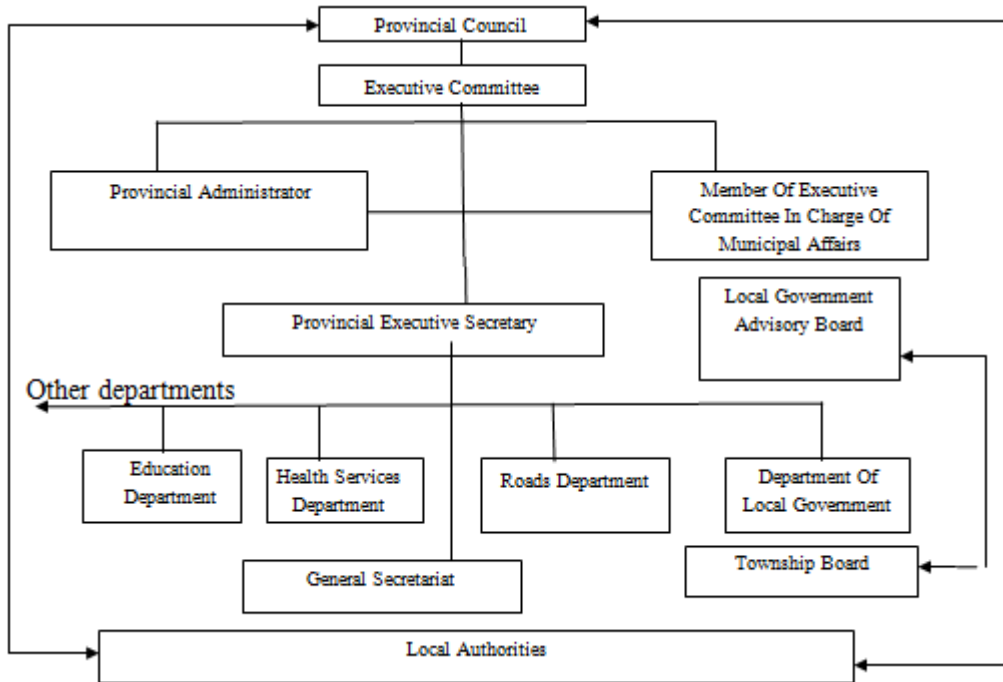 Provincial Council
Executive Committee
Provincial Administrator
Member Of Executive
Committee In Charge Of
Municipal Affairs
Local Government
Advisory Board
Provincial Executive Secretary
Other departments
Education
Department
Health Services
Department
Roads Department
Department Of
Local Government
Township Board
General Secretariat
Local Authorities